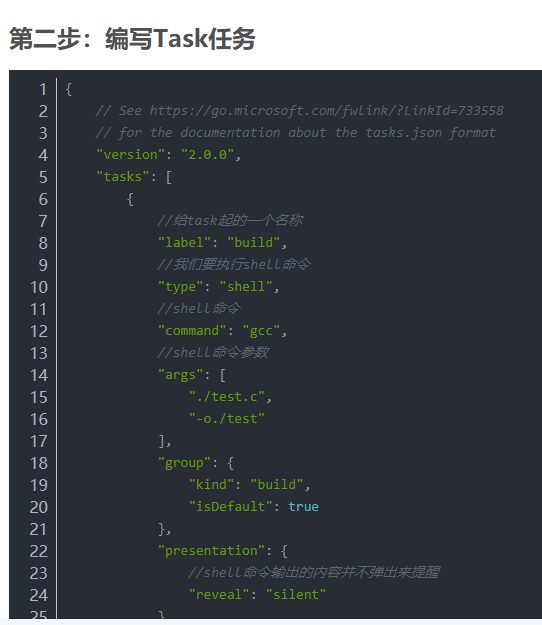 第二步：编写Task任务
1 {
2 // See https://go.microsoft.com/fwlink/?LinkId=733558
3 // for the documentation about the tasks.json format
4 "version": "2.0.0",
5 "tasks": [
6 {
7 //给task起的一个名称
8 "label": "build",
9 //我们要执行shell命令
10 "type": "shell",
11 //shell命令
12 "command": "gcc",
13 //shell命令参数
14 "args": [
15 "./test.c",
16 "-o./test"
17 ],
18 "group": {
19 "kind": "build",
20 "isDefault": true
21 },
22 "presentation": {
23 //shell命令输出的内容并不弹出来提醒
24 "reveal": "silent"
25 }